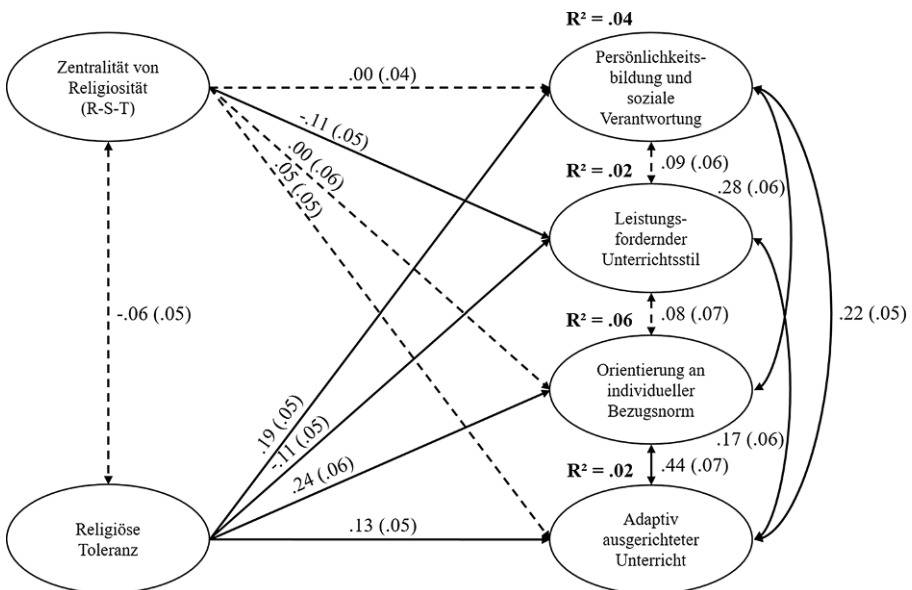 R² = .04
Zentralität von
Religiosität
(R-S-T)
Persönlichkeits-
bildung und
soziale
Verantwortung
.00 (.04)
-.11 (.05)
.00 (.06)
.05 (.05)
R² = .02
.09 (.06)
.28 (.06)
Leistungs-
fordernder
Unterrichtsstil
-.06 (.05)
R² = .06
.08 (.07)
.22 (.05)
Orientierung an
individueller
Bezugsnorm
.19 (.05)
-.11 (.05)
.24 (.06)
.17 (.06)
R² = .02
.44 (.07)
Religiöse
Toleranz
.13 (.05)
Adaptiv
ausgerichteter
Unterricht